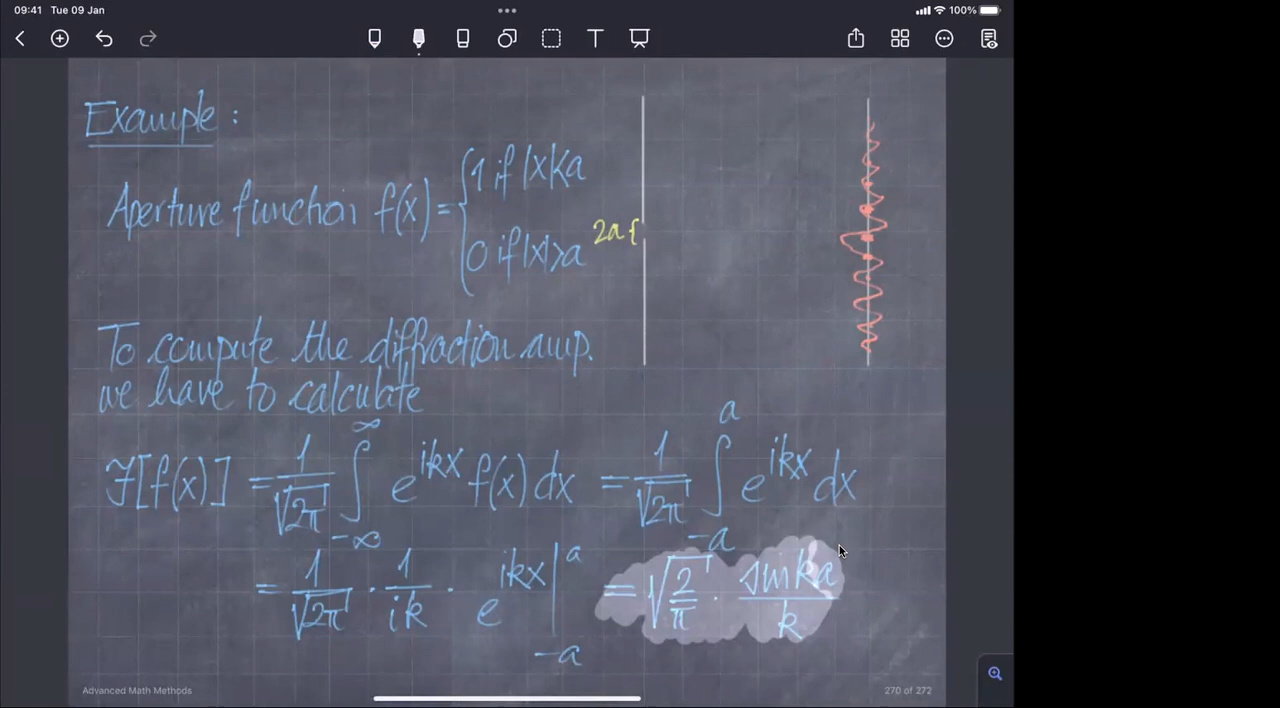 09:41 Tue 09 Jan
100%
T
Example :
Aperture function f(x) = { 1 if |x|<a
0 if |x|>a
2a {
To compute the diffraction amp.
we have to calculate
ℱ[f(x)] = 1/√2π ∫_{-∞}^{∞} e^{ikx} f(x) dx = 1/√2π ∫_{-a}^{a} e^{ikx} dx
= 1/√2π · 1/ik · e^{ikx} |_{-a}^{a} = √(2/π) · sin ka / k
Advanced Math Methods
270 of 272